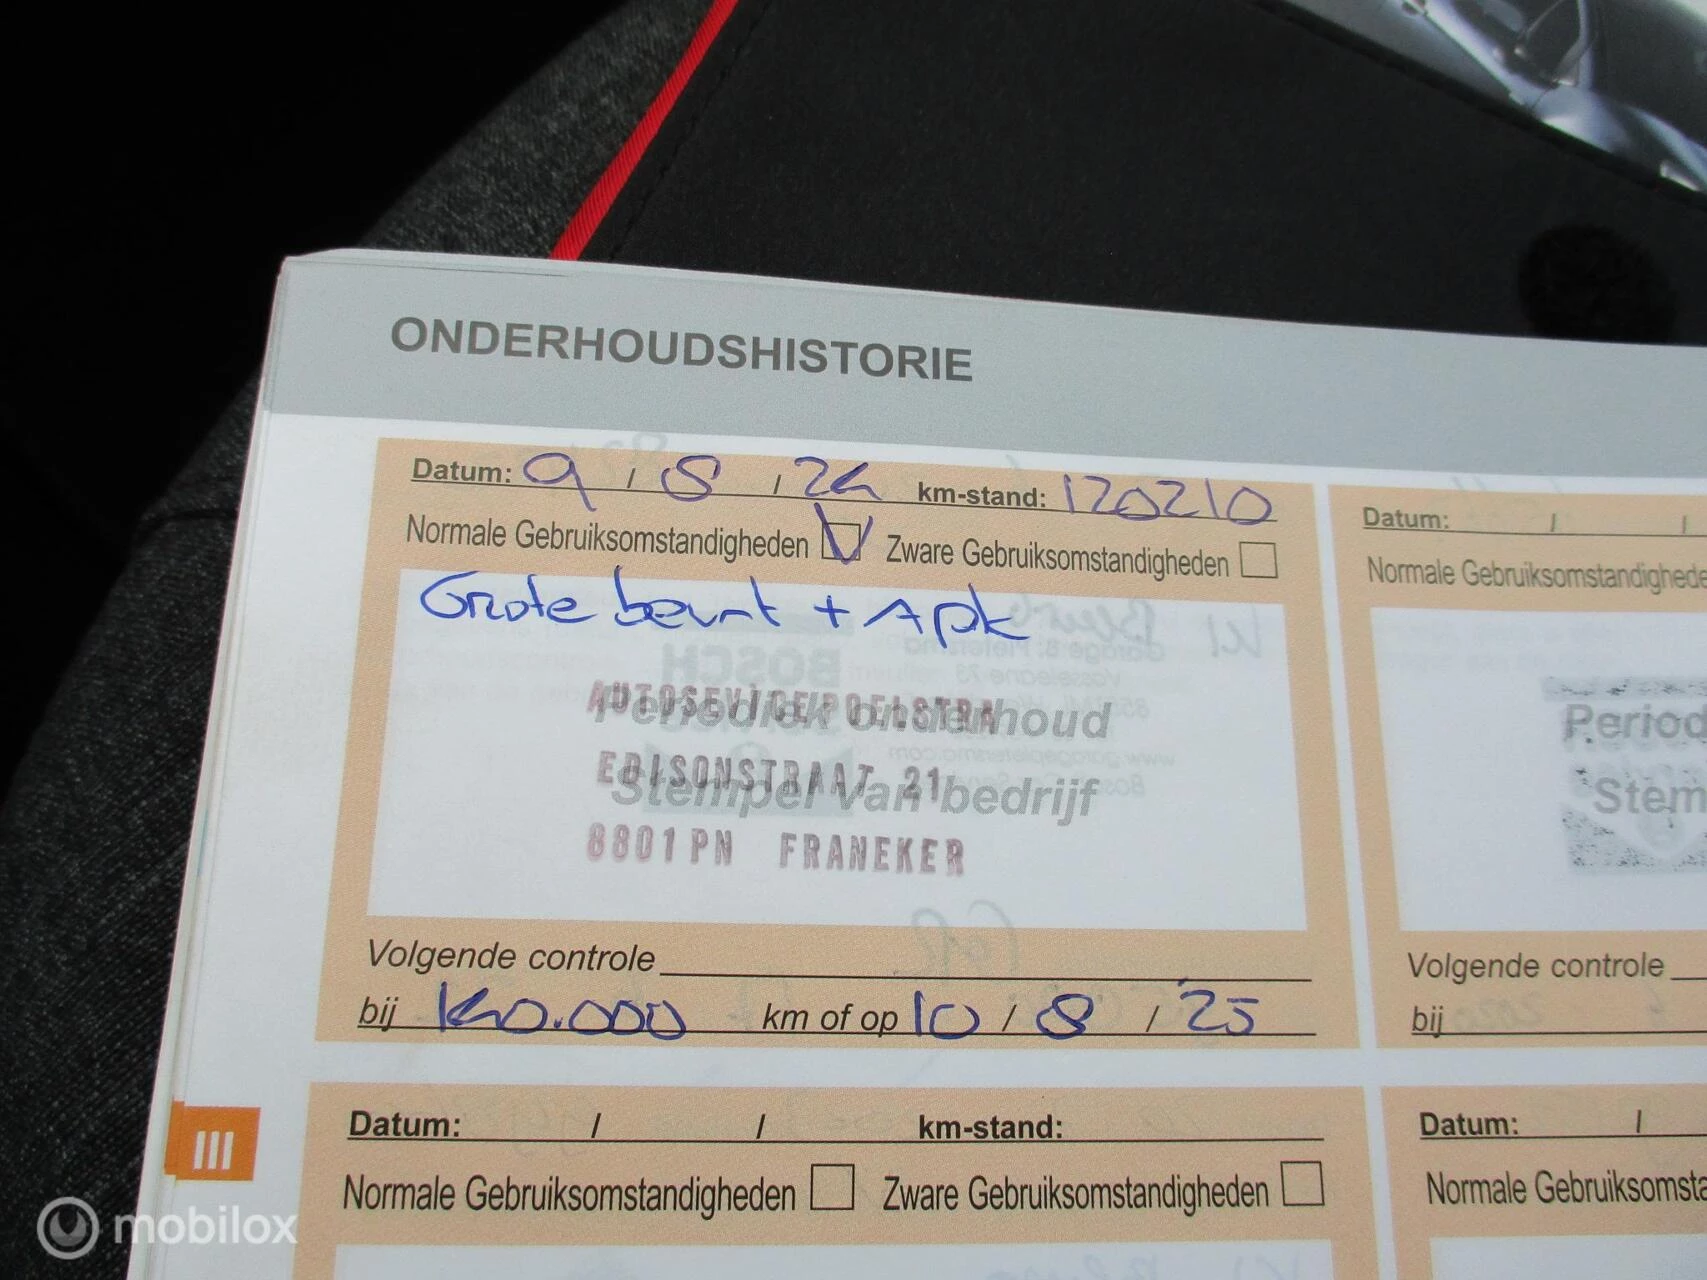 ONDERHOUDSHISTORIE
Datum: 9 / 8 / 24 km-stand: 120210
Normale Gebruiksomstandigheden Zware Gebruiksomstandigheden
Grote beurt + Apk
AUTOSEVICE POELSTRA
Periodiek onderhoud
EDISONSTRAAT 21
Stempel van bedrijf
8801PN FRANEKER
Volgende controle
bij 140.000 km of op 10 / 8 / 25
Datum: / / km-stand:
Normale Gebruiksomstandigheden Zware Gebruiksomstandigheden
Datum: / /
Normale Gebruiksomstandighede
Period
Stem
Volgende controle
bij
Datum: /
Normale Gebruiksomsta
III
mobilox